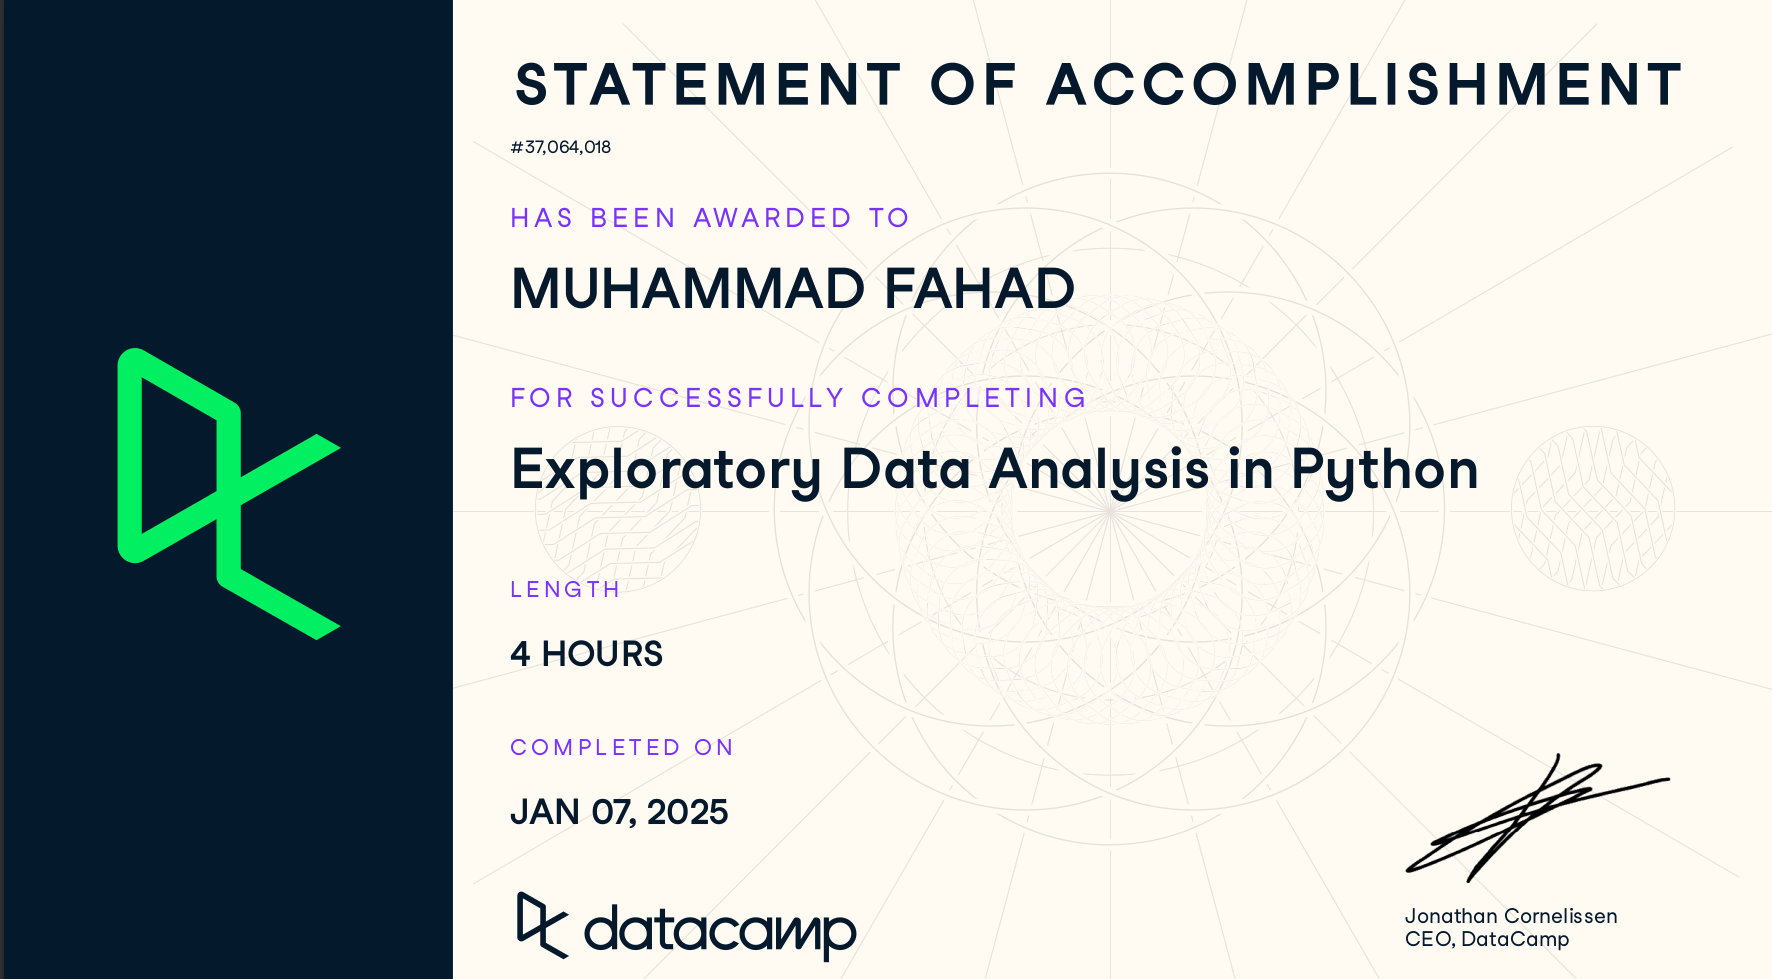 STATEMENT OF ACCOMPLISHMENT
#37,064,018
HAS BEEN AWARDED TO
MUHAMMAD FAHAD
FOR SUCCESSFULLY COMPLETING
Exploratory Data Analysis in Python
LENGTH
4 HOURS
COMPLETED ON
JAN 07, 2025
datacamp
Jonathan Cornelissen
CEO, DataCamp